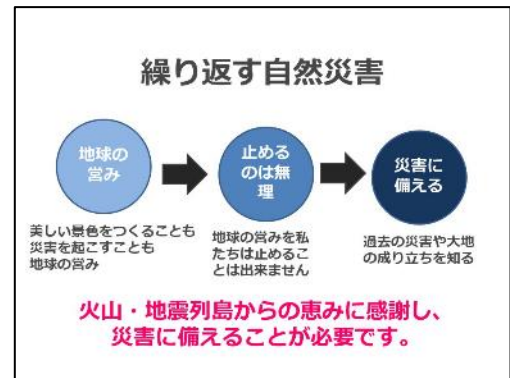 繰り返す自然災害
地球の
営み
止める
のは無
理
災害に
備える
美しい景色をつくることも
災害を起こすことも
地球の営み
地球の営みを私
たちは止めるこ
とは出来ません
過去の災害や大地
の成り立ちを知る
火山・地震列島からの恵みに感謝し、
災害に備えることが必要です。